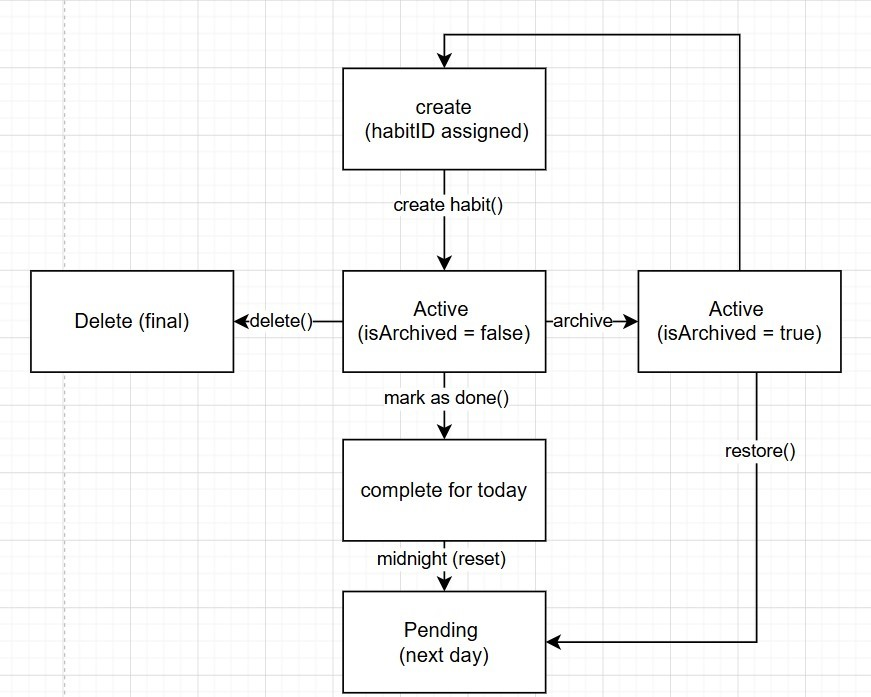 create
(habitID assigned)
create habit()
Delete (final)
delete()
Active
(isArchived = false)
archive
Active
(isArchived = true)
mark as done()
restore()
complete for today
midnight (reset)
Pending
(next day)